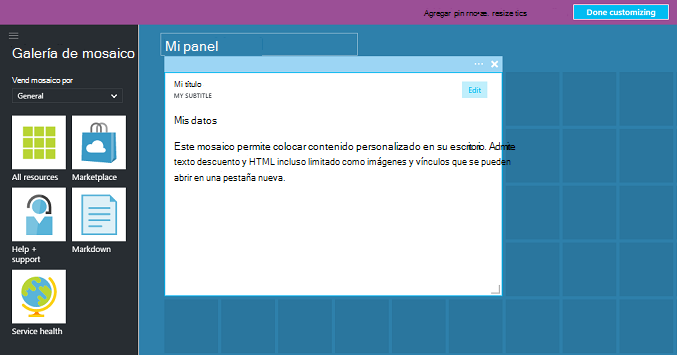 Agregar, pin
resize
Done customizing
Galería de mosaico
Mi panel
Vend mosaico por
General
Mi título
MY SUBTITLE
Edit
Mis datos
Este mosaico permite colocar contenido personalizado en su escritorio. Admite
texto descuento y HTML incluso limitado como imágenes y vínculos que se pueden
abrir en una pestaña nueva.
All resources
Marketplace
Help +
support
Markdown
Service health